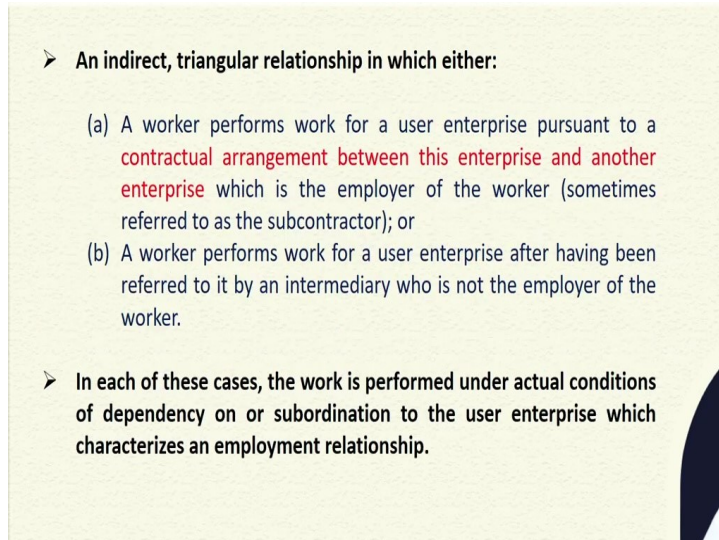 An indirect, triangular relationship in which either:
(a) A worker performs work for a user enterprise pursuant to a
contractual arrangement between this enterprise and another
enterprise which is the employer of the worker (sometimes
referred to as the subcontractor); or
(b) A worker performs work for a user enterprise after having been
referred to it by an intermediary who is not the employer of the
worker.
In each of these cases, the work is performed under actual conditions
of dependency on or subordination to the user enterprise which
characterizes an employment relationship.